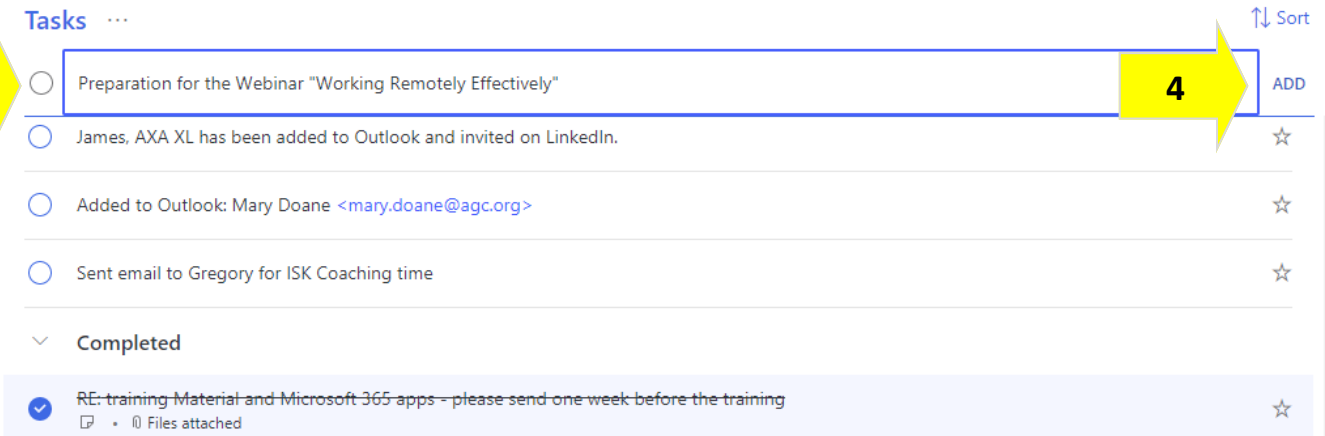 Tasks ...
Sort
Preparation for the Webinar "Working Remotely Effectively"
4
ADD
James, AXA XL has been added to Outlook and invited on LinkedIn.
Added to Outlook: Mary Doane <mary.doane@agc.org>
Sent email to Gregory for ISK Coaching time
Completed
RE: training Material and Microsoft 365 apps - please send one week before the training
Files attached